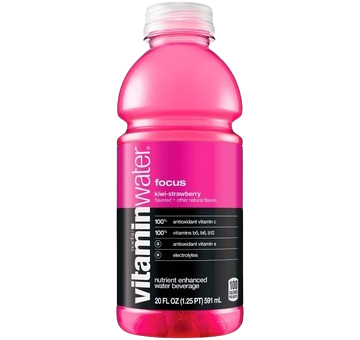 vitaminwater®
focus
kiwi-strawberry
flavored + other natural flavors
100% antioxidant vitamin c
100% vitamins b5, b6, b12
antioxidant vitamin a
electrolytes
nutrient enhanced
water beverage
100
20 FL OZ (1.25 PT) 591 mL